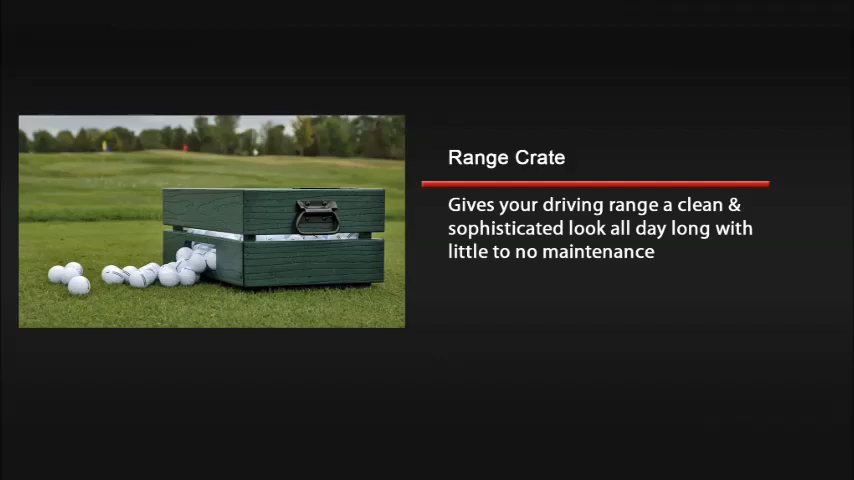 Range Crate
Gives your driving range a clean &
sophisticated look all day long with
little to no maintenance